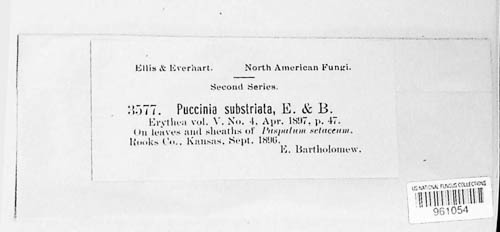 Ellis & Everhart. North American Fungi.
Second Series.
3577. Puccinia substriata, E. & B.
Erythea vol. V. No. 4, Apr. 1897, p. 47.
On leaves and sheaths of Paspalum setaceum.
Rooks Co., Kansas, Sept. 1896.
E. Bartholomew.
US NATIONAL FUNGUS COLLECTIONS
961054